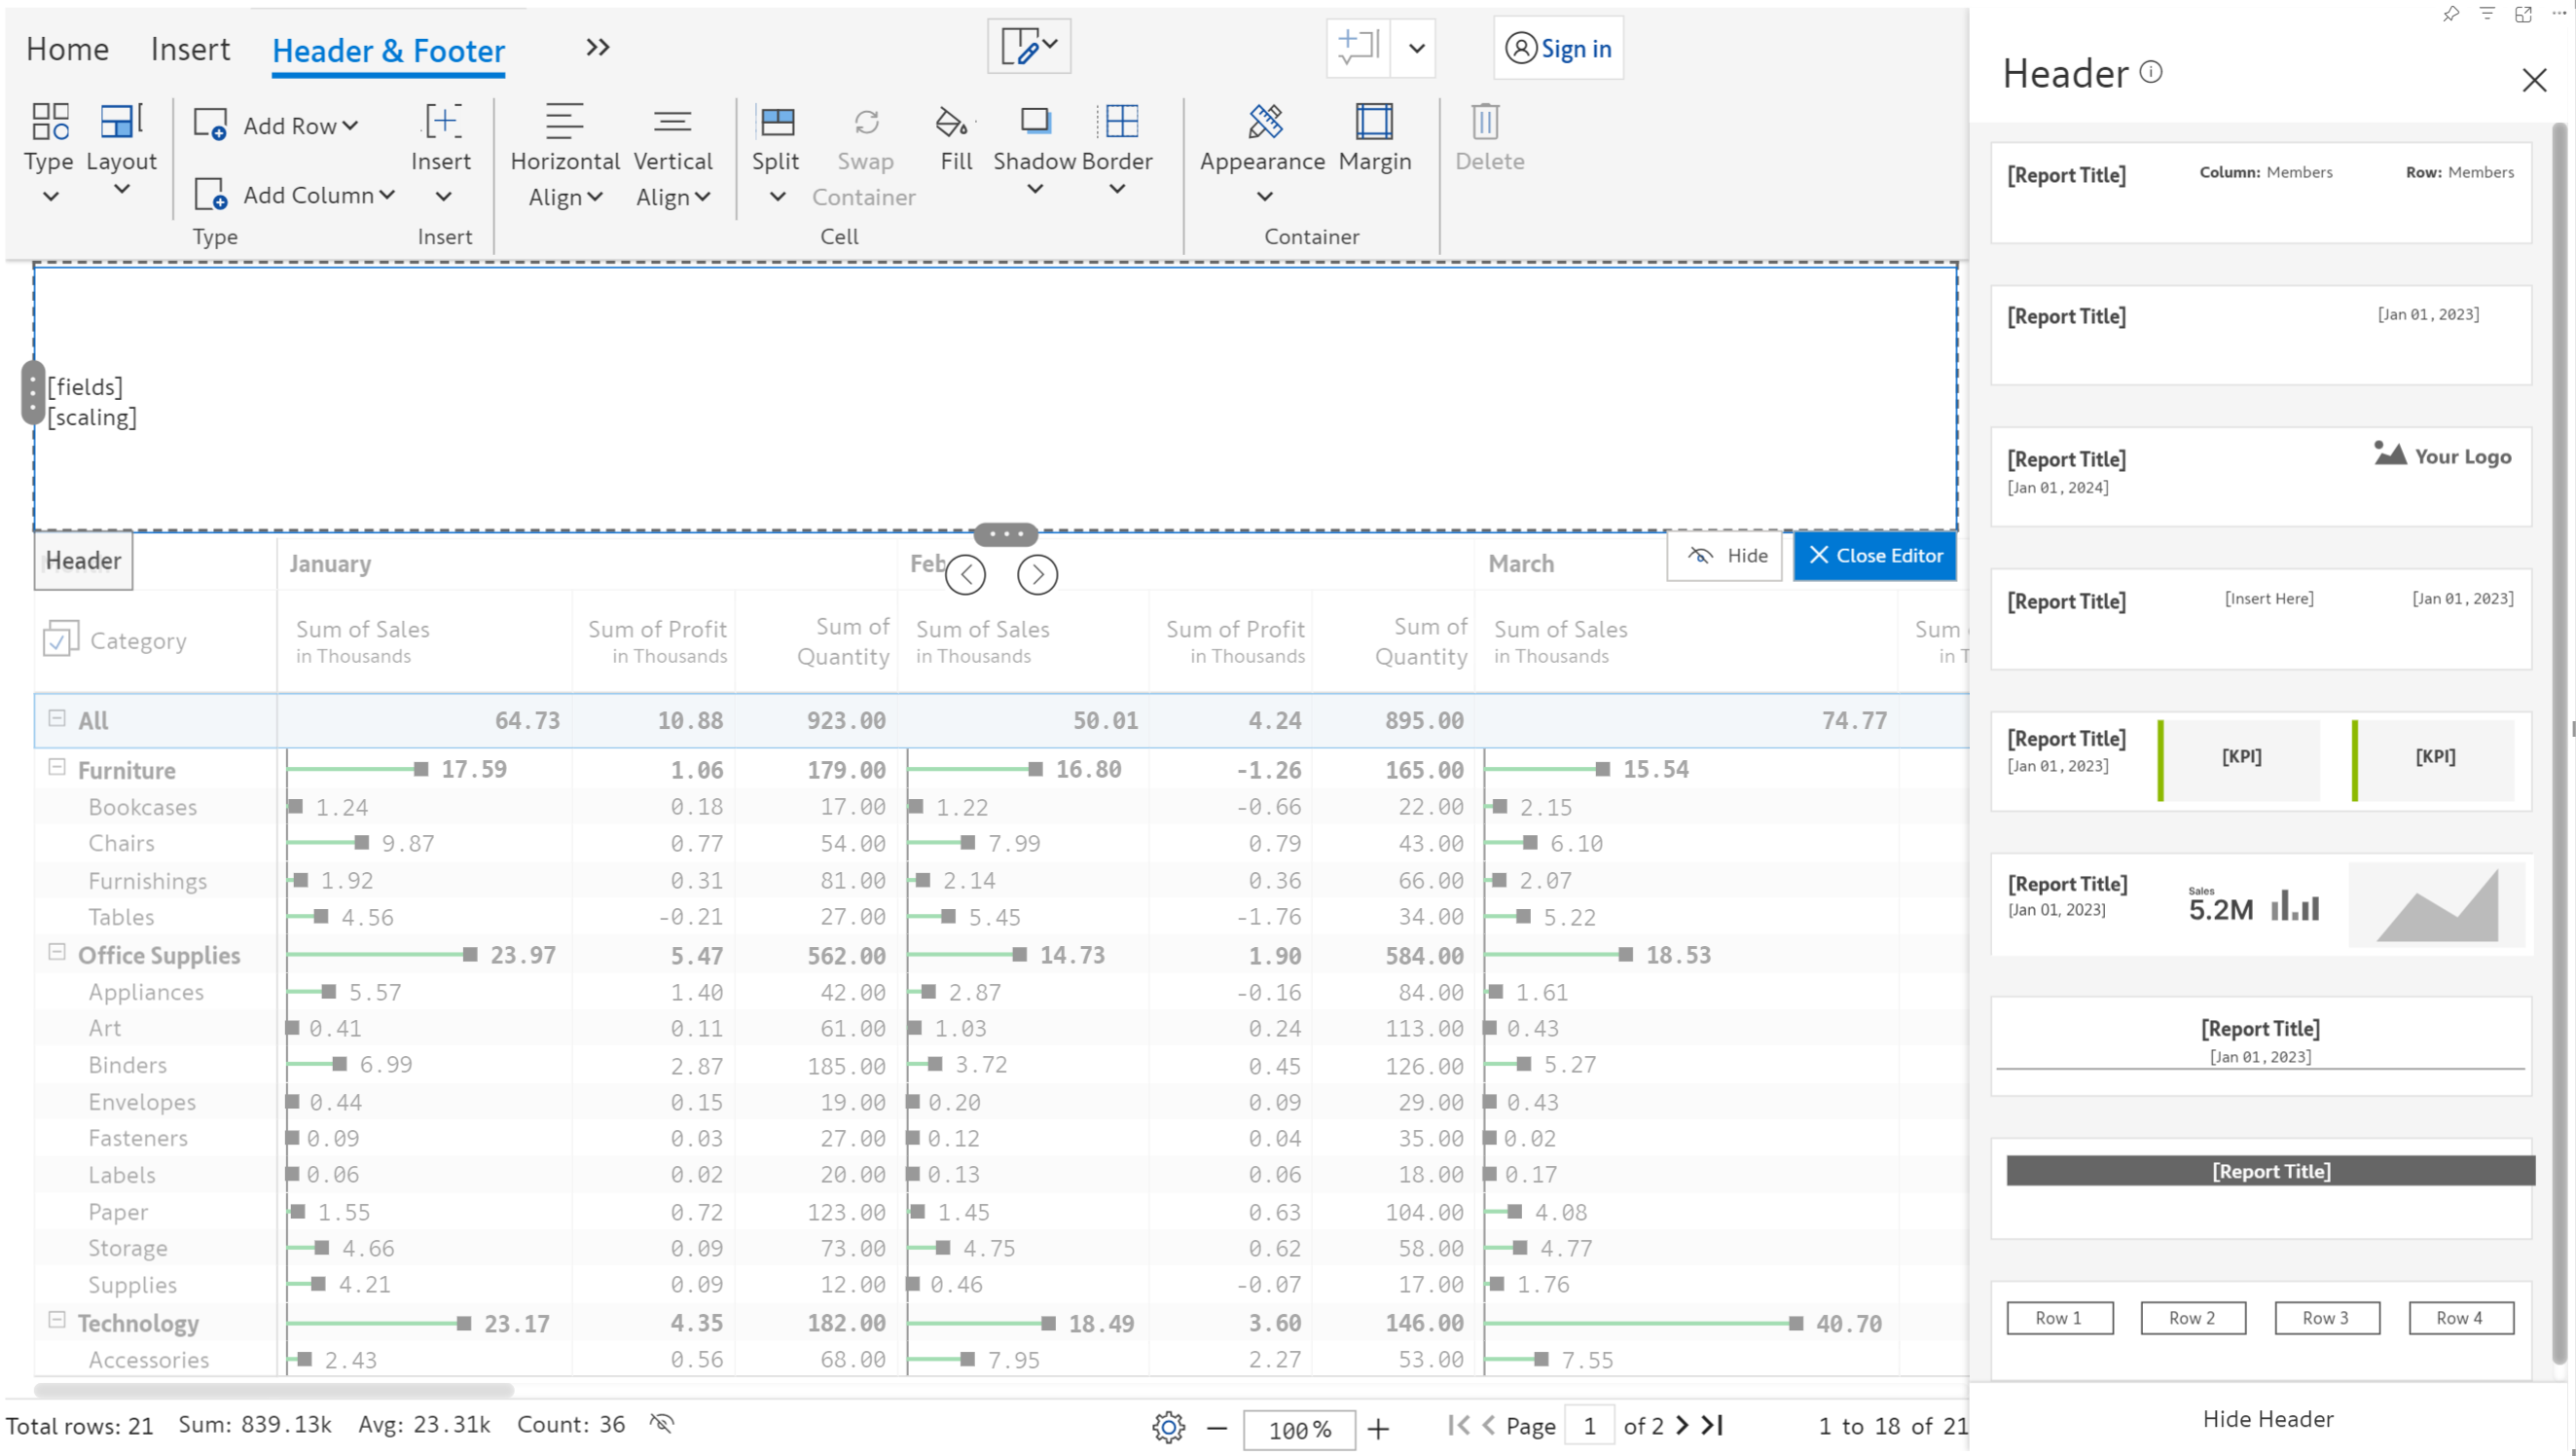 Home Insert Header & Footer
Sign in
Type Layout Add Row Insert Horizontal Align Vertical Align Split Swap Container Fill Shadow Border Appearance Margin Delete
Add Column
Type Insert Cell Container
[fields]
[scaling]
Header January Feb March Hide Close Editor
Category Sum of Sales in Thousands Sum of Profit in Thousands Sum of Quantity Sum of Sales in Thousands Sum of Profit in Thousands Sum of Quantity Sum of Sales in Thousands Sum in T
All 64.73 10.88 923.00 50.01 4.24 895.00 74.77
Furniture 17.59 1.06 179.00 16.80 -1.26 165.00 15.54
Bookcases 1.24 0.18 17.00 1.22 -0.66 22.00 2.15
Chairs 9.87 0.77 54.00 7.99 0.79 43.00 6.10
Furnishings 1.92 0.31 81.00 2.14 0.36 66.00 2.07
Tables 4.56 -0.21 27.00 5.45 -1.76 34.00 5.22
Office Supplies 23.97 5.47 562.00 14.73 1.90 584.00 18.53
Appliances 5.57 1.40 42.00 2.87 -0.16 84.00 1.61
Art 0.41 0.11 61.00 1.03 0.24 113.00 0.43
Binders 6.99 2.87 185.00 3.72 0.45 126.00 5.27
Envelopes 0.44 0.15 19.00 0.20 0.09 29.00 0.43
Fasteners 0.09 0.03 27.00 0.12 0.04 35.00 0.02
Labels 0.06 0.02 20.00 0.13 0.06 18.00 0.17
Paper 1.55 0.72 123.00 1.45 0.63 104.00 4.08
Storage 4.66 0.09 73.00 4.75 0.62 58.00 4.77
Supplies 4.21 0.09 12.00 0.46 -0.07 17.00 1.76
Technology 23.17 4.35 182.00 18.49 3.60 146.00 40.70
Accessories 2.43 0.56 68.00 7.95 2.27 53.00 7.55
Total rows: 21 Sum: 839.13k Avg: 23.31k Count: 36 100% Page 1 of 2 1 to 18 of 21
Header
[Report Title] Column: Members Row: Members
[Report Title] [Jan 01, 2023]
[Report Title] Your Logo
[Jan 01, 2024]
[Report Title] [Insert Here] [Jan 01, 2023]
[Report Title] [KPI] [KPI]
[Jan 01, 2023]
[Report Title] Sales
[Jan 01, 2023] 5.2M
[Report Title]
[Jan 01, 2023]
[Report Title]
Row 1 Row 2 Row 3 Row 4
Hide Header